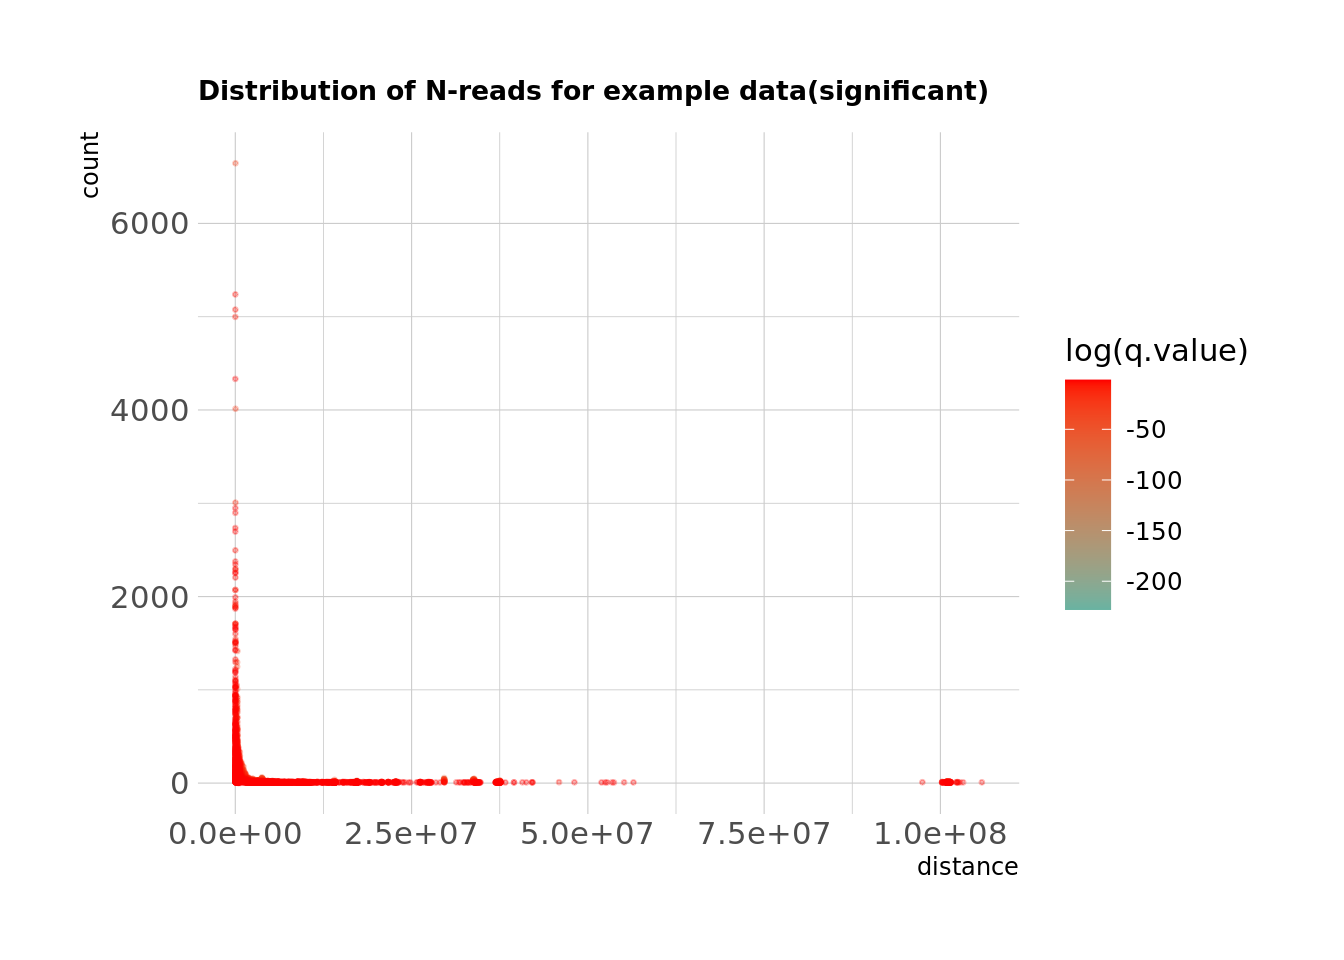 Distribution of N-reads for example data(significant)
count
6000
4000
2000
0
0.0e+00 2.5e+07 5.0e+07 7.5e+07 1.0e+08
distance
log(q.value)
-50
-100
-150
-200